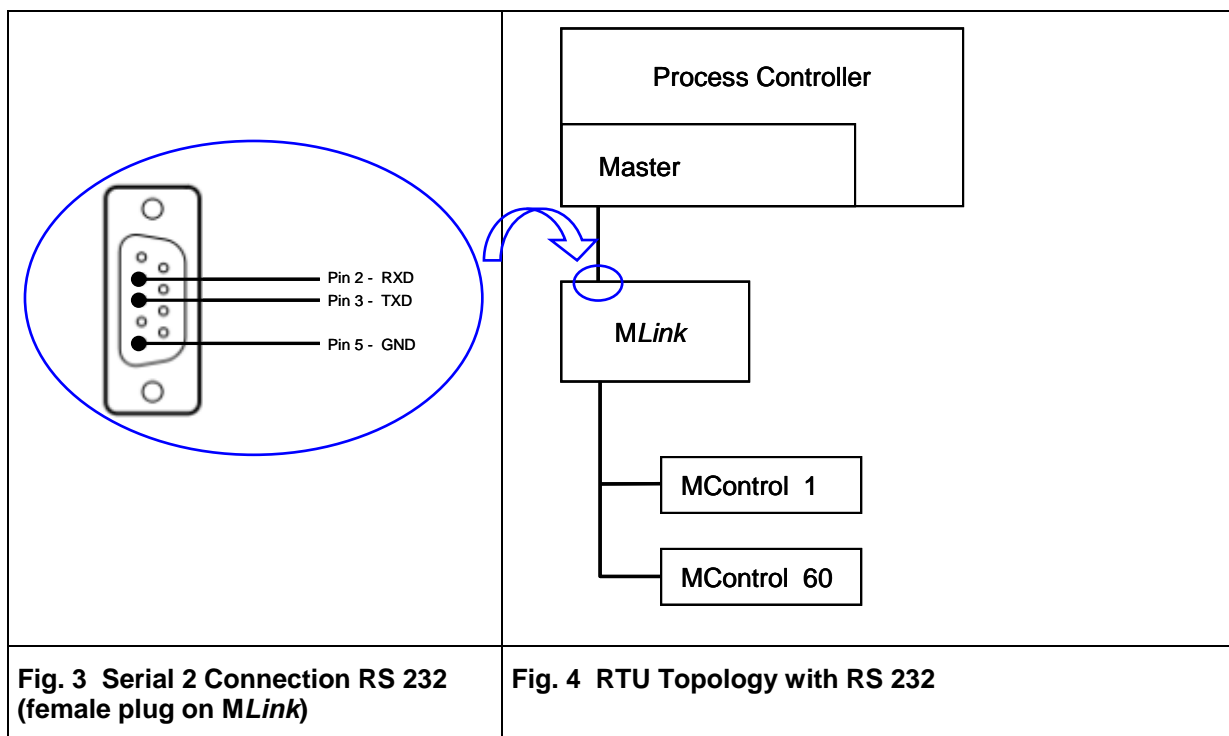 Pin 2 - RXD
Pin 3 - TXD
Pin 5 - GND
Fig. 3 Serial 2 Connection RS 232
(female plug on MLink)
Process Controller
Master
MLink
MControl 1
MControl 60
Fig. 4 RTU Topology with RS 232